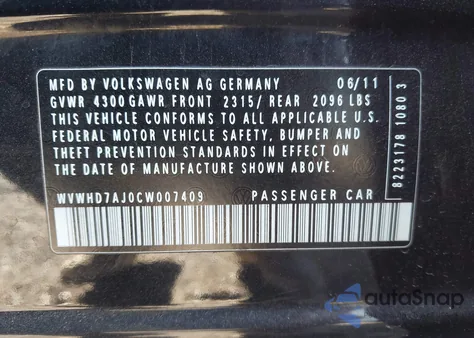 MFD BY VOLKSWAGEN AG GERMANY 06/11
GVWR 4300 GAWR FRONT 2315/ REAR 2096 LBS
THIS VEHICLE CONFORMS TO ALL APPLICABLE U.S.
FEDERAL MOTOR VEHICLE SAFETY, BUMPER AND
THEFT PREVENTION STANDARDS IN EFFECT ON THE
DATE OF MANUFACTURE SHOWN ABOVE.
WVWHD7AJ0CW007409 PASSENGER CAR
8223178 1080 3
autoSnap